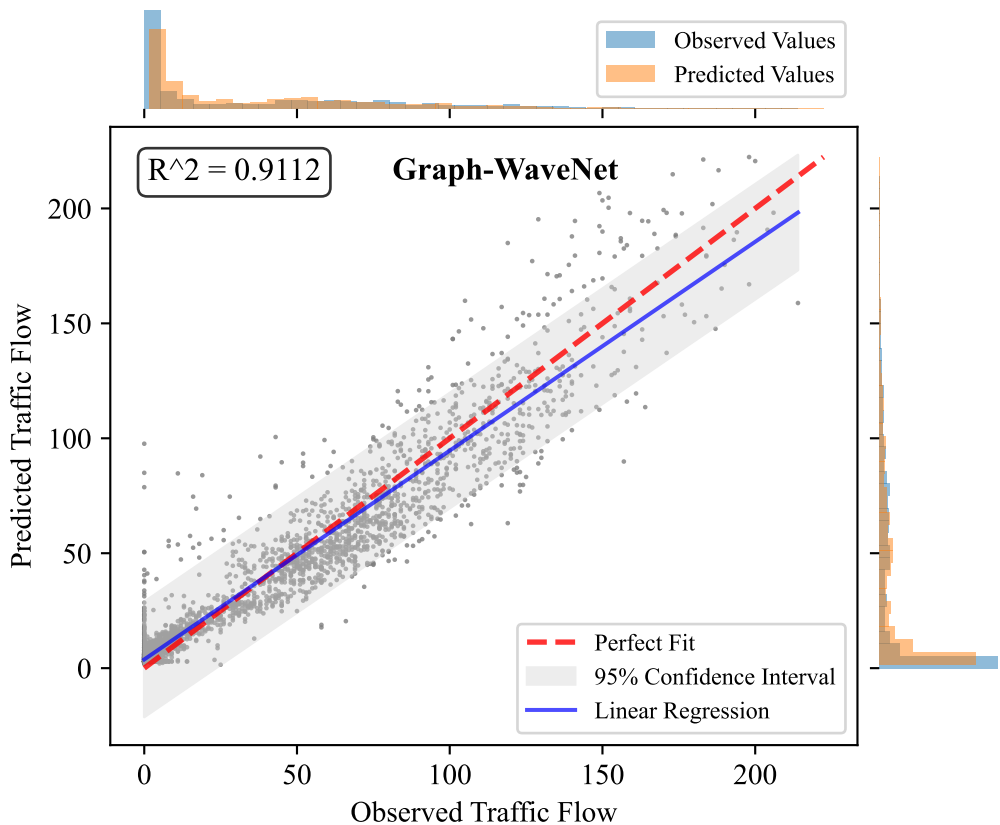 Observed Values
Predicted Values
R^2 = 0.9112
Graph-WaveNet
200
150
100
50
0
Predicted Traffic Flow
Perfect Fit
95% Confidence Interval
Linear Regression
0 50 100 150 200
Observed Traffic Flow